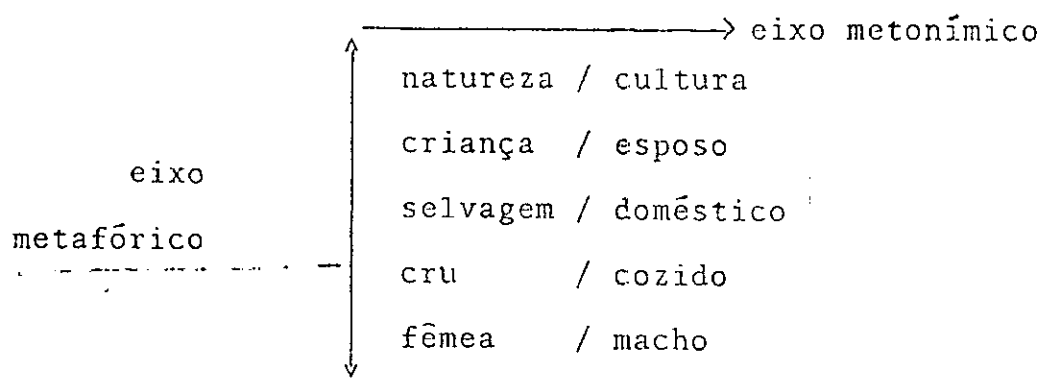 eixo metonímico
natureza / cultura
criança / esposo
eixo
selvagem / doméstico
metafórico
cru / cozido
fêmea / macho